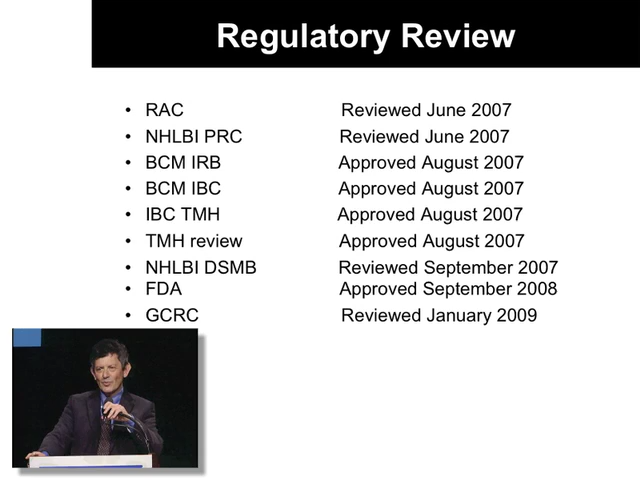 Regulatory Review
• RAC Reviewed June 2007
• NHLBI PRC Reviewed June 2007
• BCM IRB Approved August 2007
• BCM IBC Approved August 2007
• IBC TMH Approved August 2007
• TMH review Approved August 2007
• NHLBI DSMB Reviewed September 2007
• FDA Approved September 2008
• GCRC Reviewed January 2009